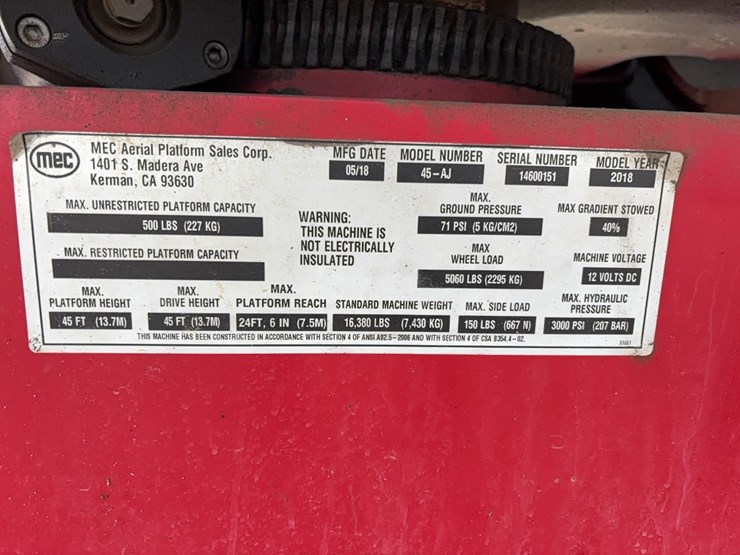 mec
MEC Aerial Platform Sales Corp.
1401 S. Madera Ave
Kerman, CA 93630
MFG DATE
05/18
MODEL NUMBER
45-AJ
SERIAL NUMBER
14600151
MODEL YEAR
2018
MAX. UNRESTRICTED PLATFORM CAPACITY
500 LBS (227 KG)
MAX. RESTRICTED PLATFORM CAPACITY
WARNING:
THIS MACHINE IS
NOT ELECTRICALLY
INSULATED
MAX.
GROUND PRESSURE
71 PSI (5 KG/CM2)
MAX GRADIENT STOWED
40%
MAX
WHEEL LOAD
5060 LBS (2295 KG)
MACHINE VOLTAGE
12 VOLTS DC
MAX.
PLATFORM HEIGHT
45 FT (13.7M)
MAX.
DRIVE HEIGHT
45 FT (13.7M)
MAX.
PLATFORM REACH
24FT, 6 IN (7.5M)
STANDARD MACHINE WEIGHT
16,380 LBS (7,430 KG)
MAX. SIDE LOAD
150 LBS (667 N)
MAX. HYDRAULIC
PRESSURE
3000 PSI (207 BAR)
THIS MACHINE HAS BEEN CONSTRUCTED IN ACCORDANCE WITH SECTION 4 OF ANSI A92.5-2006 AND WITH SECTION 4 OF CSA B354.4-02.